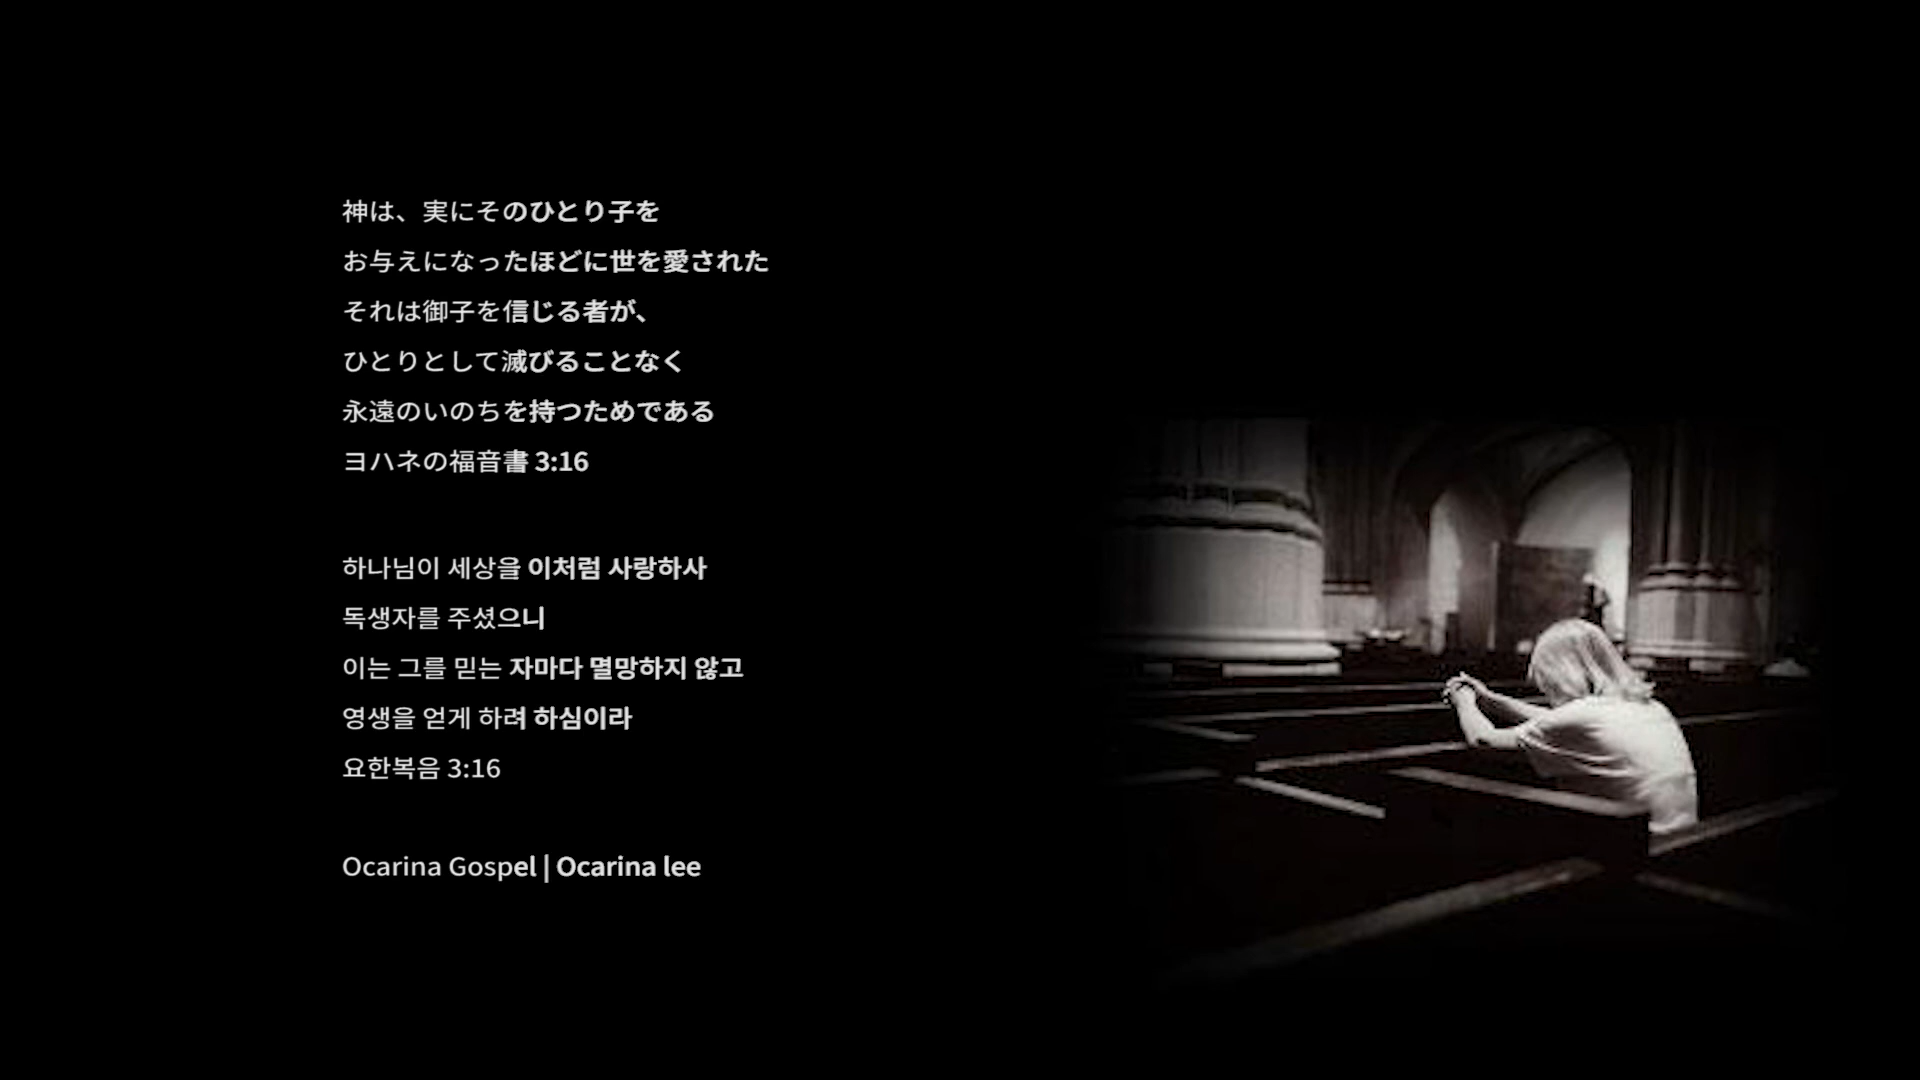 神は、実にそのひとり子を
お与えになったほどに世を愛された
それは御子を信じる者が、
ひとりとして滅びることなく
永遠のいのちを持つためである
ヨハネの福音書 3:16
하나님이 세상을 이처럼 사랑하사
독생자를 주셨으니
이는 그를 믿는 자마다 멸망하지 않고
영생을 얻게 하려 하심이라
요한복음 3:16
Ocarina Gospel | Ocarina lee